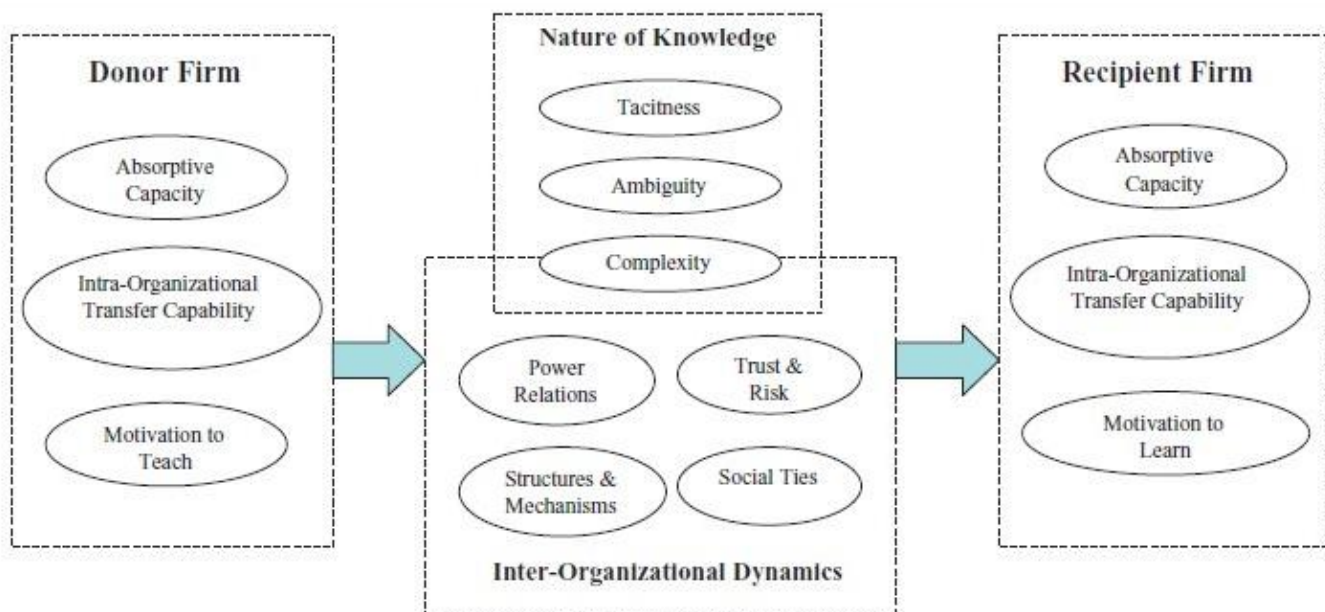 Donor Firm
Absorptive
Capacity
Intra-Organizational
Transfer Capability
Motivation to
Teach
Nature of Knowledge
Tacitness
Ambiguity
Complexity
Power
Relations
Trust &
Risk
Structures &
Mechanisms
Social Ties
Inter-Organizational Dynamics
Recipient Firm
Absorptive
Capacity
Intra-Organizational
Transfer Capability
Motivation to
Learn